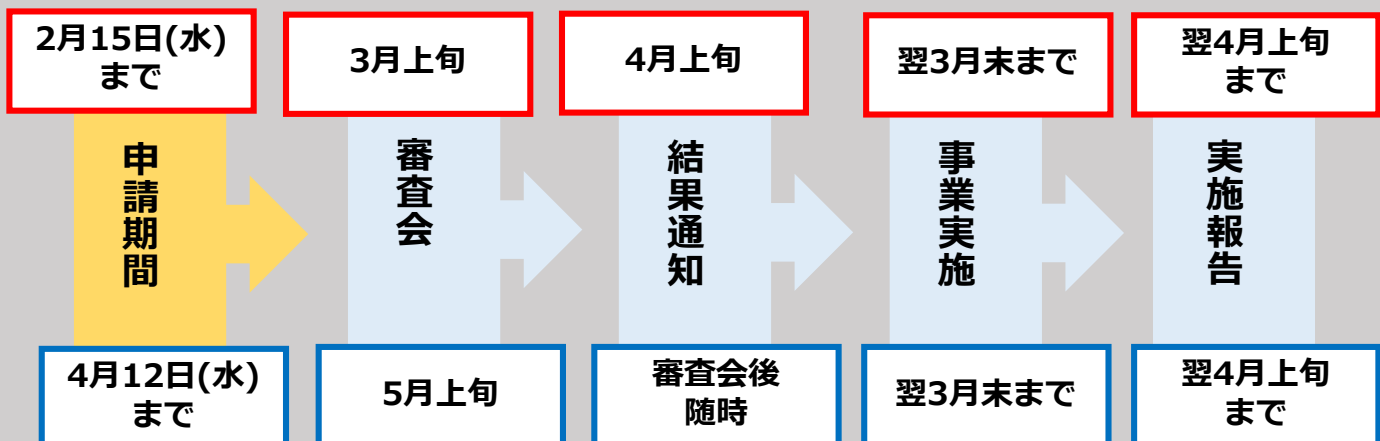 2月15日(水)
まで
3月上旬
4月上旬
翌3月末まで
翌4月上旬
まで
申請期間
審査会
結果通知
事業実施
実施報告
4月12日(水)
まで
5月上旬
審査会後
随時
翌3月末まで
翌4月上旬
まで